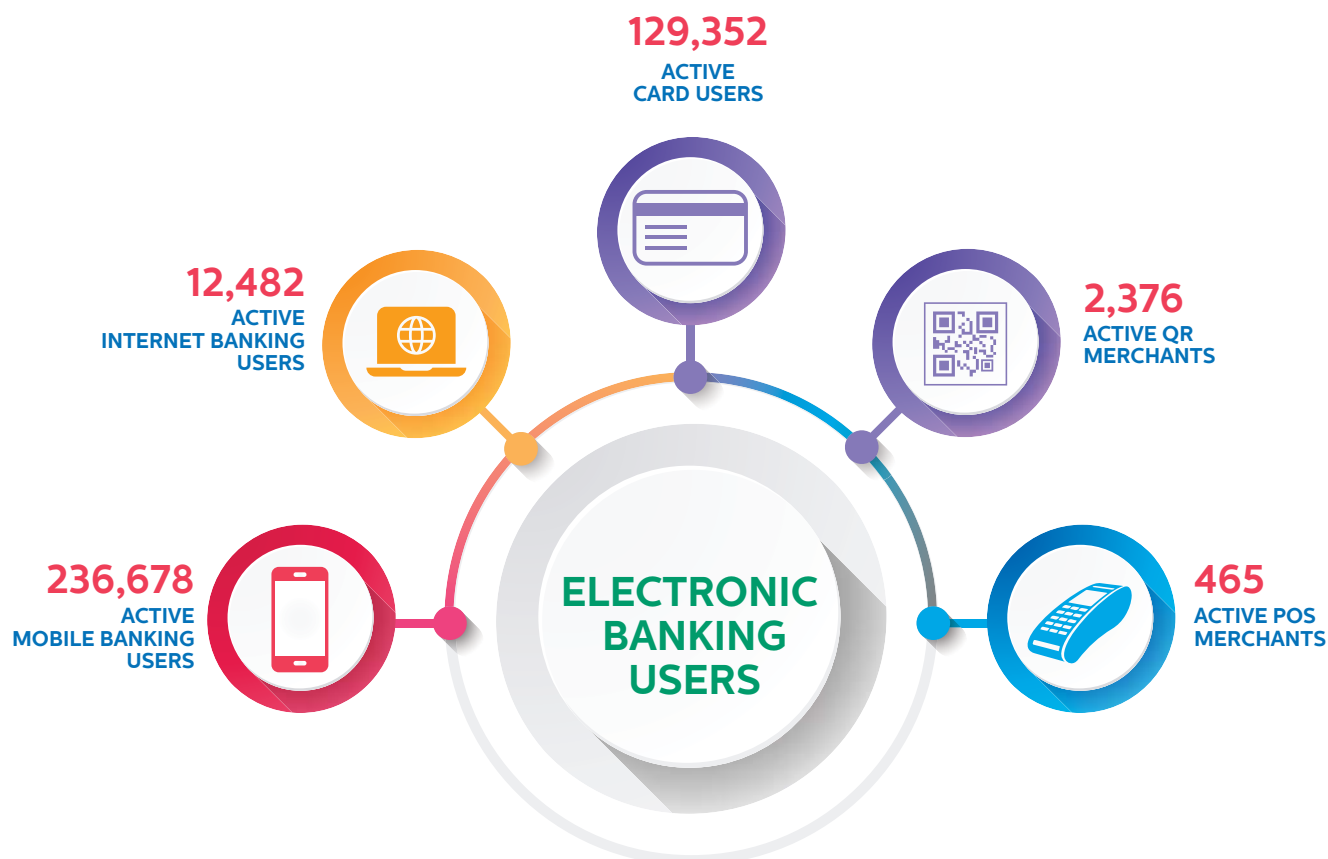 129,352
ACTIVE
CARD USERS
12,482
ACTIVE
INTERNET BANKING
USERS
2,376
ACTIVE QR
MERCHANTS
236,678
ACTIVE
MOBILE BANKING
USERS
ELECTRONIC
BANKING
USERS
465
ACTIVE POS
MERCHANTS